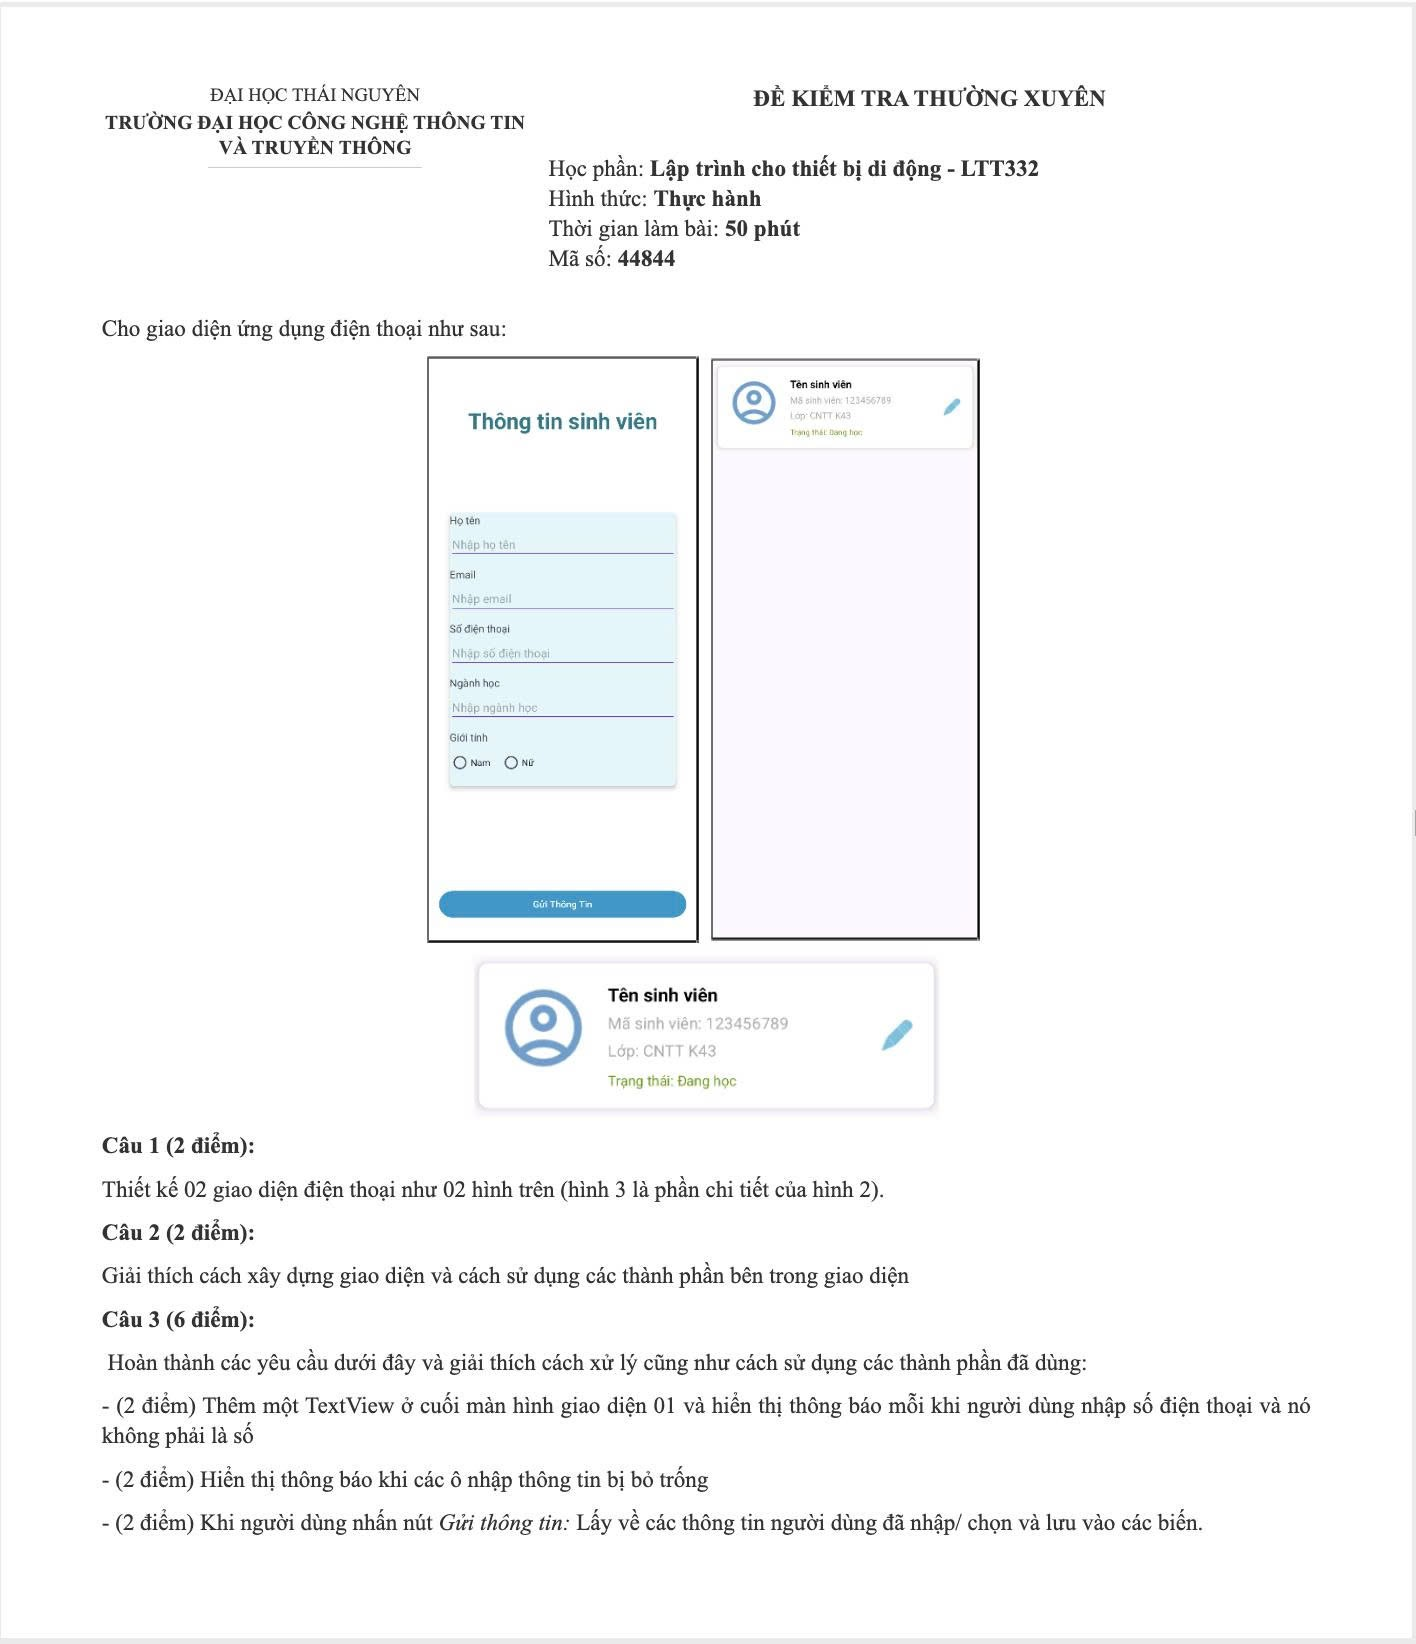 ĐẠI HỌC THÁI NGUYÊN
TRƯỜNG ĐẠI HỌC CÔNG NGHỆ THÔNG TIN
VÀ TRUYỀN THÔNG
ĐỀ KIỂM TRA THƯỜNG XUYÊN
Học phần: Lập trình cho thiết bị di động - LTT332
Hình thức: Thực hành
Thời gian làm bài: 50 phút
Mã số: 44844
Cho giao diện ứng dụng điện thoại như sau:
Thông tin sinh viên
Họ tên
Nhập họ tên
Email
Nhập email
Số điện thoại
Nhập số điện thoại
Ngành học
Nhập ngành học
Giới tính
Nam Nữ
Gửi Thông Tin
Tên sinh viên
Mã sinh viên: 123456789
Lớp: CNTT K43
Trạng thái: Đang học
Tên sinh viên
Mã sinh viên: 123456789
Lớp: CNTT K43
Trạng thái: Đang học
Câu 1 (2 điểm):
Thiết kế 02 giao diện điện thoại như 02 hình trên (hình 3 là phần chi tiết của hình 2).
Câu 2 (2 điểm):
Giải thích cách xây dựng giao diện và cách sử dụng các thành phần bên trong giao diện
Câu 3 (6 điểm):
Hoàn thành các yêu cầu dưới đây và giải thích cách xử lý cũng như cách sử dụng các thành phần đã dùng:
- (2 điểm) Thêm một TextView ở cuối màn hình giao diện 01 và hiển thị thông báo mỗi khi người dùng nhập số điện thoại và nó
không phải là số
- (2 điểm) Hiển thị thông báo khi các ô nhập thông tin bị bỏ trống
- (2 điểm) Khi người dùng nhấn nút Gửi thông tin: Lấy về các thông tin người dùng đã nhập/ chọn và lưu vào các biến.